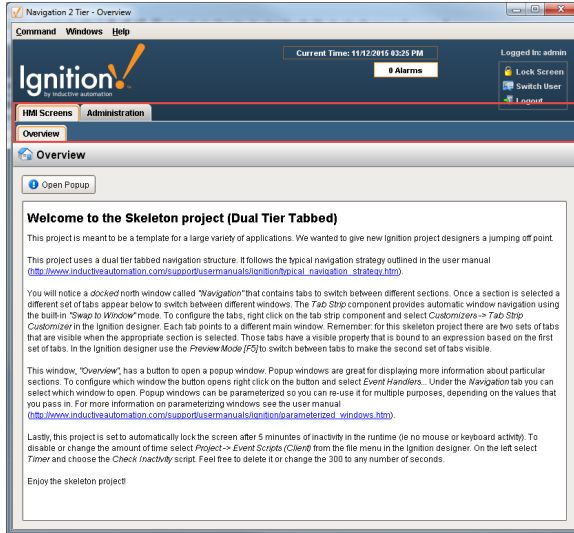 Navigation 2 Tier - Overview
Command Windows Help
Current Time: 11/12/2015 03:25 PM
Logged In: admin
0 Alarms
Lock Screen
Switch User
Logout
Ignition!
by inductive automation
HMI Screens Administration
Overview
Overview
Open Popup
Welcome to the Skeleton project (Dual Tier Tabbed)
This project is meant to be a template for a large variety of applications. We wanted to give new Ignition project designers a jumping off point.
This project uses a dual tier tabbed navigation structure. It follows the typical navigation strategy outlined in the user manual
(http://www.inductiveautomation.com/support/usermanuals/ignition/typical_navigation_strategy.htm).
You will notice a docked north window called "Navigation" that contains tabs to switch between different sections. Once a section is selected a
different set of tabs appear below to switch between different windows. The Tab Strip component provides automatic window navigation using
the built-in "Swap to Window" mode. To configure the tabs, right click on the tab strip component and select Customizers -> Tab Strip
Customizer in the Ignition designer. Each tab points to a different main window. Remember: for this skeleton project there are two sets of tabs
that are visible when the appropriate section is selected. Those tabs have a visible property that is bound to an expression based on the first
set of tabs. In the Ignition designer use the Preview Mode [F5] to switch between tabs to make the second set of tabs visible.
This window, "Overview", has a button to open a popup window. Popup windows are great for displaying more information about particular
sections. To configure which window the button opens right click on the button and select Event Handlers... Under the Navigation tab you can
select which window to open. Popup windows can be parameterized so you can re-use it for multiple purposes, depending on the values that
you pass in. For more information on parameterizing windows see the user manual
(http://www.inductiveautomation.com/support/usermanuals/ignition/parameterized_windows.htm).
Lastly, this project is set to automatically lock the screen after 5 minuntes of inactivity in the runtime (ie no mouse or keyboard activity). To
disable or change the amount of time select Project -> Event Scripts (Client) from the file menu in the Ignition designer. On the left select
Timer and choose the Check Inactivity script. Feel free to delete it or change the 300 to any number of seconds.
Enjoy the skeleton project!